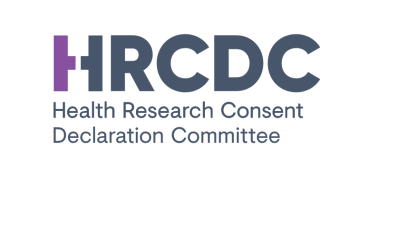 HRCDC
Health Research Consent
Declaration Committee